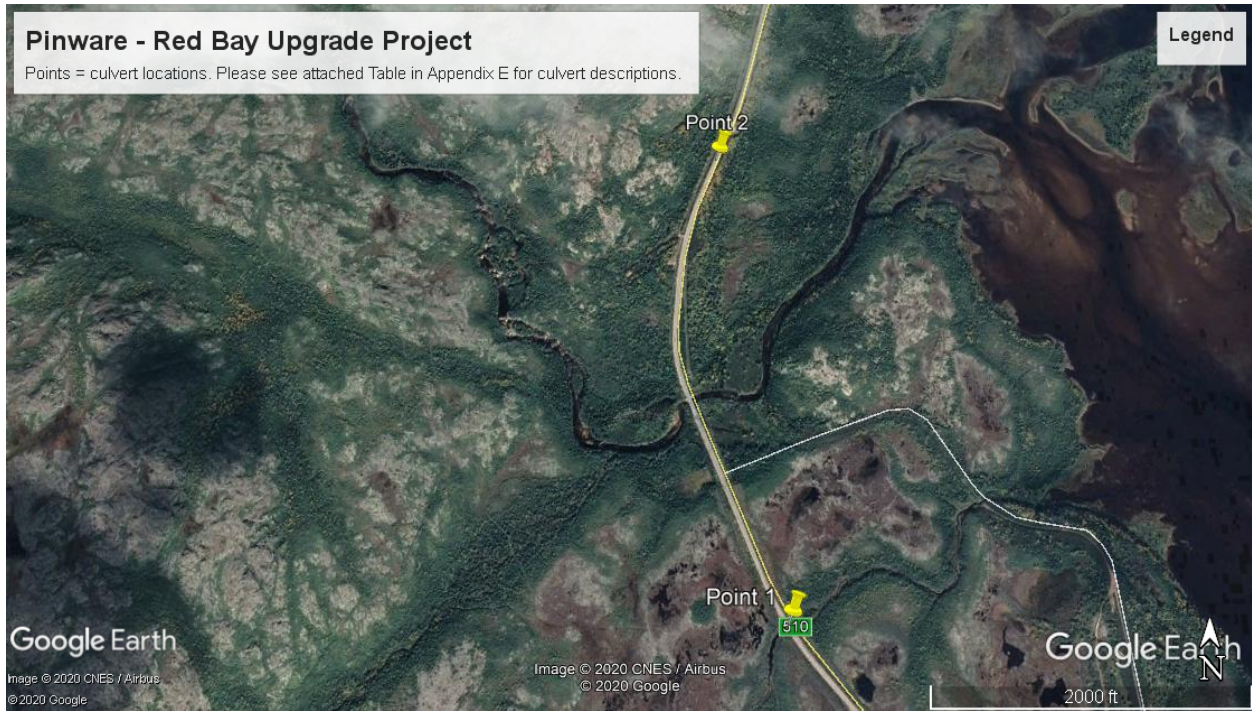 Pinware - Red Bay Upgrade Project
Points = culvert locations. Please see attached Table in Appendix E for culvert descriptions.
Legend
Point 2
Point 1
510
Google Earth
Image © 2020 CNES / Airbus
© 2020 Google
Image © 2020 CNES / Airbus
© 2020 Google
Google Earth
N
2000 ft